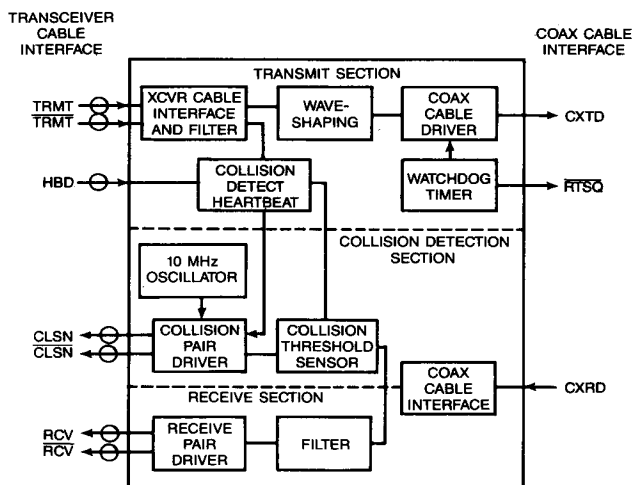 TRANSCEIVER
CABLE
INTERFACE
COAX CABLE
INTERFACE
TRANSMIT SECTION
TRMT
TRMT
XCVR CABLE
INTERFACE
AND FILTER
WAVE-
SHAPING
COAX
CABLE
DRIVER
CXTD
HBD
COLLISION
DETECT
HEARTBEAT
WATCHDOG
TIMER
RTSQ
COLLISION DETECTION
SECTION
10 MHz
OSCILLATOR
CLSN
CLSN
COLLISION
PAIR
DRIVER
COLLISION
THRESHOLD
SENSOR
COAX
CABLE
INTERFACE
CXRD
RECEIVE SECTION
RCV
RCV
RECEIVE
PAIR
DRIVER
FILTER